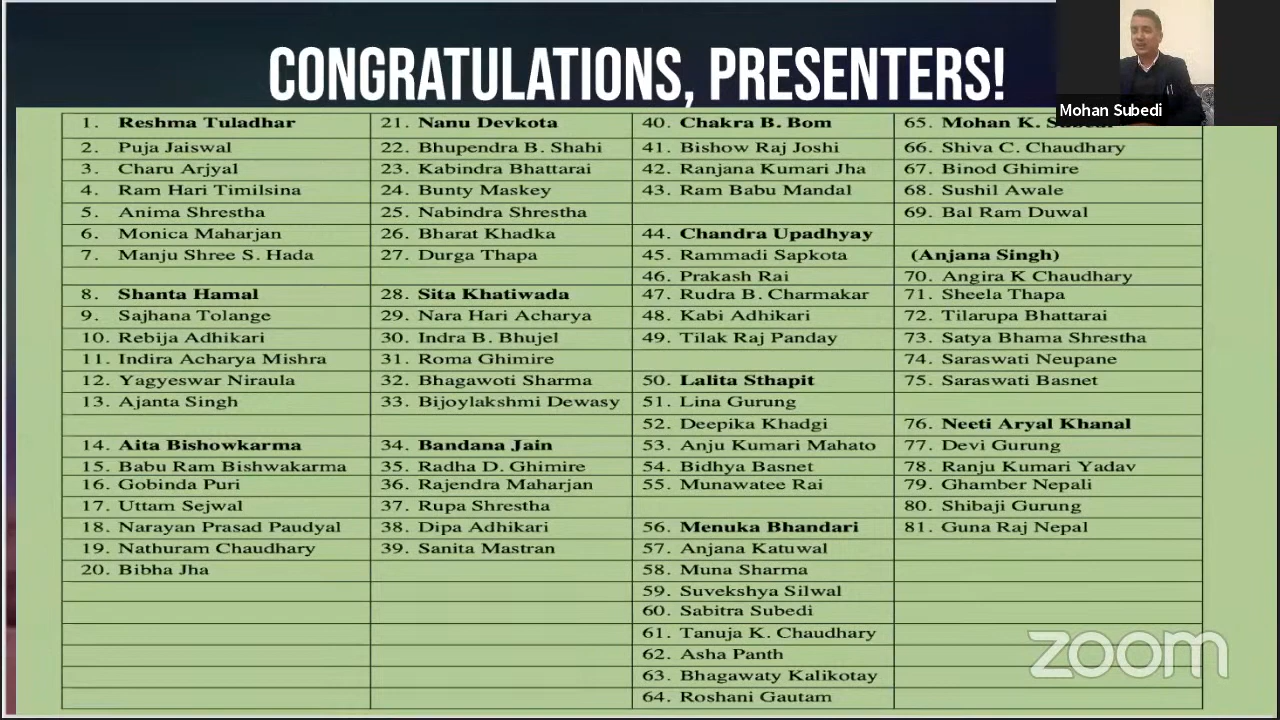 CONGRATULATIONS, PRESENTERS!
Mohan Subedi
1. Reshma Tuladhar
2. Puja Jaiswal
3. Charu Arjyal
4. Ram Hari Timilsina
5. Anima Shrestha
6. Monica Maharjan
7. Manju Shree S. Hada
8. Shanta Hamal
9. Sajhana Tolange
10. Rebija Adhikari
11. Indira Acharya Mishra
12. Yagyeswar Niraula
13. Ajanta Singh
14. Aita Bishowkarma
15. Babu Ram Bishwakarma
16. Gobinda Puri
17. Uttam Sejwal
18. Narayan Prasad Paudyal
19. Nathuram Chaudhary
20. Bibha Jha
21. Nanu Devkota
22. Bhupendra B. Shahi
23. Kabindra Bhattarai
24. Bunty Maskey
25. Nabindra Shrestha
26. Bharat Khadka
27. Durga Thapa
28. Sita Khatiwada
29. Nara Hari Acharya
30. Indra B. Bhujel
31. Roma Ghimire
32. Bhagawoti Sharma
33. Bijoylakshmi Dewasy
34. Bandana Jain
35. Radha D. Ghimire
36. Rajendra Maharjan
37. Rupa Shrestha
38. Dipa Adhikari
39. Sanita Mastran
40. Chakra B. Bom
41. Bishow Raj Joshi
42. Ranjana Kumari Jha
43. Ram Babu Mandal
44. Chandra Upadhyay
45. Rammadi Sapkota
46. Prakash Rai
47. Rudra B. Charmakar
48. Kabi Adhikari
49. Tilak Raj Panday
50. Lalita Sthapit
51. Lina Gurung
52. Deepika Khadgi
53. Anju Kumari Mahato
54. Bidhya Basnet
55. Munawatee Rai
56. Menuka Bhandari
57. Anjana Katuwal
58. Muna Sharma
59. Suvekshya Silwal
60. Sabitra Subedi
61. Tanuja K. Chaudhary
62. Asha Panth
63. Bhagawaty Kalikotay
64. Roshani Gautam
65. Mohan K.
66. Shiva C. Chaudhary
67. Binod Ghimire
68. Sushil Awale
69. Bal Ram Duwal
(Anjana Singh)
70. Angira K Chaudhary
71. Sheela Thapa
72. Tilarupa Bhattarai
73. Satya Bhama Shrestha
74. Saraswati Neupane
75. Saraswati Basnet
76. Neeti Aryal Khanal
77. Devi Gurung
78. Ranju Kumari Yadav
79. Ghamber Nepali
80. Shibaji Gurung
81. Guna Raj Nepal
zoom